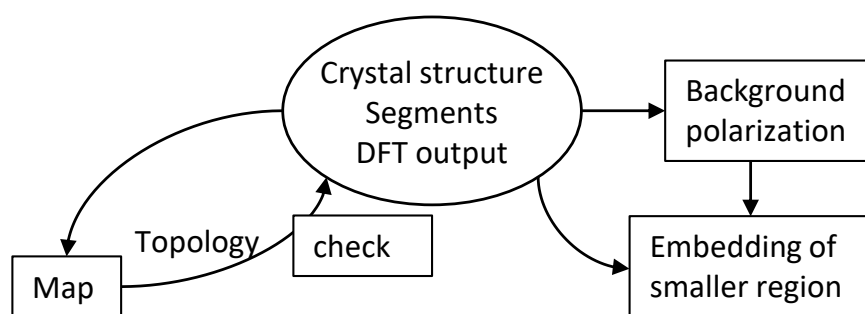 Crystal structure
Segments
DFT output
Background
polarization
Topology
check
Map
Embedding of
smaller region